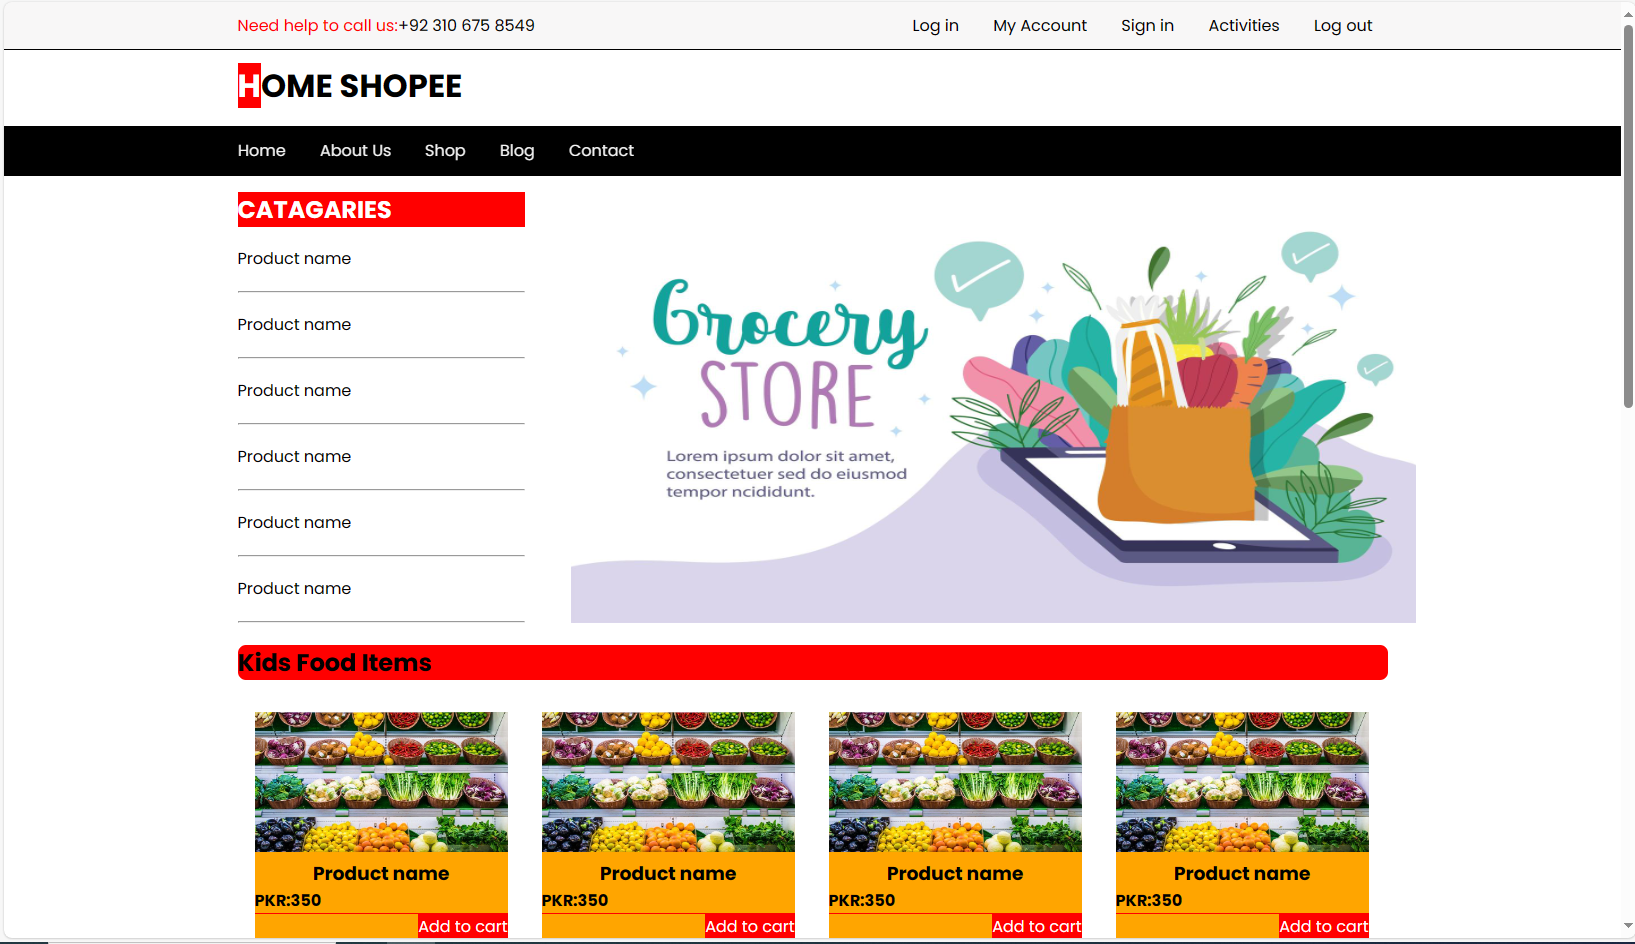 Need help to call us:+92 310 675 8549 Log in My Account Sign in Activities Log out
HOME SHOPEE
Home About Us Shop Blog Contact
CATAGARIES
Product name
Product name
Product name
Product name
Product name
Product name
Grocery
STORE
Lorem ipsum dolor sit amet,
consectetuer sed do eiusmod
tempor ncididunt.
Kids Food Items
Product name Product name Product name Product name
PKR:350 PKR:350 PKR:350 PKR:350
Add to cart Add to cart Add to cart Add to cart